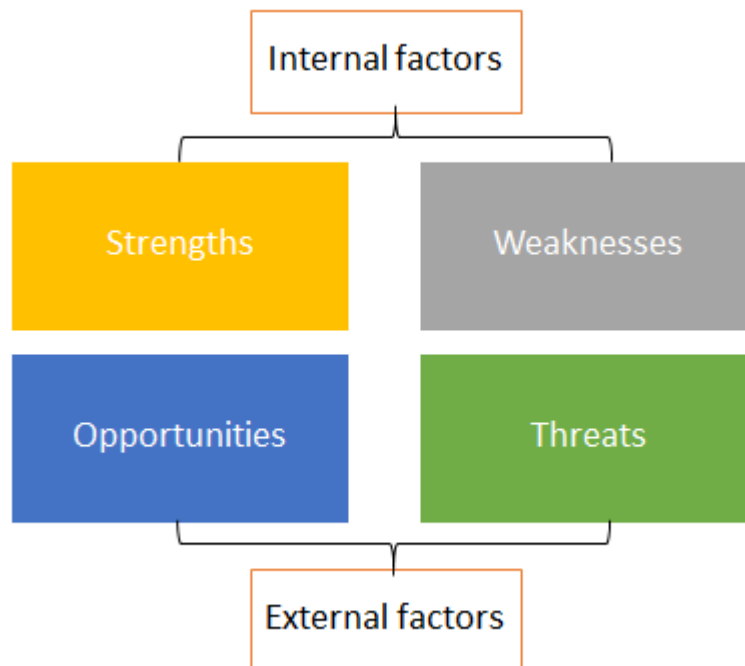 Internal factors
Strengths
Weaknesses
Opportunities
Threats
External factors